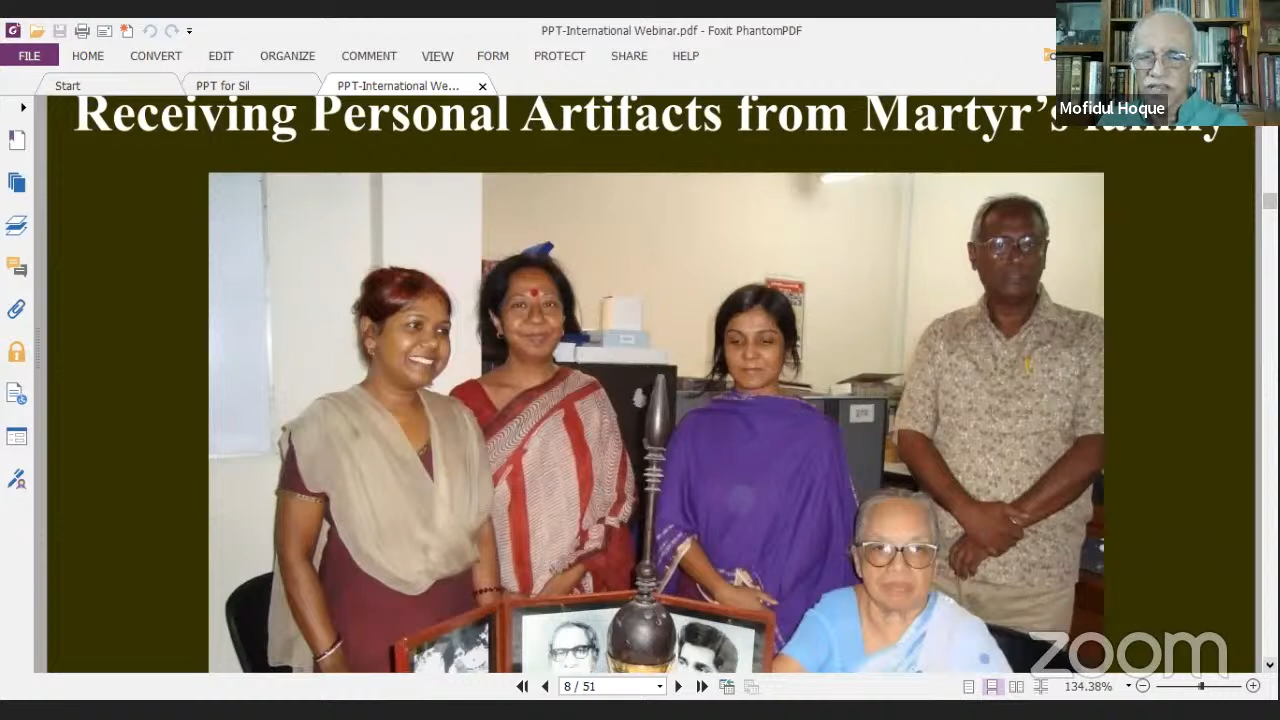 PPT-International Webinar.pdf - Foxit PhantomPDF
FILE HOME CONVERT EDIT ORGANIZE COMMENT VIEW FORM PROTECT SHARE HELP
Start PPT for Sil PPT-International We...
Mofidul Hoque
Receiving Personal Artifacts from Martyr's family
zoom
8 / 51
134.38%